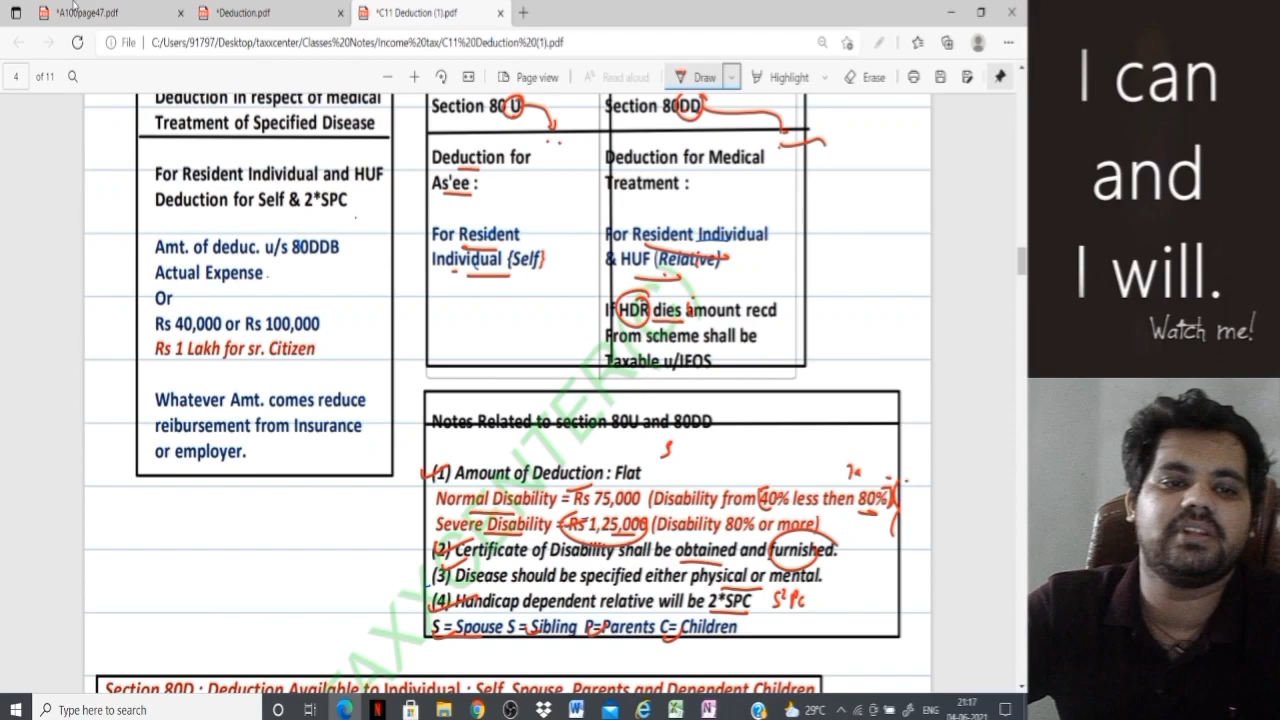 *A100page47.pdf
*Deduction.pdf
*C11 Deduction (1).pdf
File
C:/Users/91797/Desktop/taxxcenter/Classes%20Notes/Income%20tax/C11%20Deduction%20(1).pdf
4 of 11
Page view
Read aloud
Draw
Highlight
Erase
Deduction in respect of medical
Treatment of Specified Disease
For Resident Individual and HUF
Deduction for Self & 2*SPC
Amt. of deduc. u/s 80DDB
Actual Expense
Or
Rs 40,000 or Rs 100,000
Rs 1 Lakh for sr. Citizen
Whatever Amt. comes reduce
reibursement from Insurance
or employer.
Section 80 U
Deduction for
As'ee :
For Resident
Individual {Self}
Section 80DD
Deduction for Medical
Treatment :
For Resident Individual
& HUF (Relative)
If HDR dies amount recd
From scheme shall be
Taxable u/IFOS
Notes Related to section 80U and 80DD
(1) Amount of Deduction : Flat
Normal Disability = Rs 75,000 (Disability from 40% less then 80%)
Severe Disability = Rs 1,25,000 (Disability 80% or more)
(2) Certificate of Disability shall be obtained and furnished.
(3) Disease should be specified either physical or mental.
(4) Handicap dependent relative will be 2*SPC S²PC
S = Spouse S = Sibling P=Parents C= Children
Section 80D : Deduction Available to Individual : Self, Spouse, Parents and Dependent Children
TAXXCENTER(C)
I can
and
I will.
Watch me!
Type here to search
29°C
ENG
21:17
04-06-2021